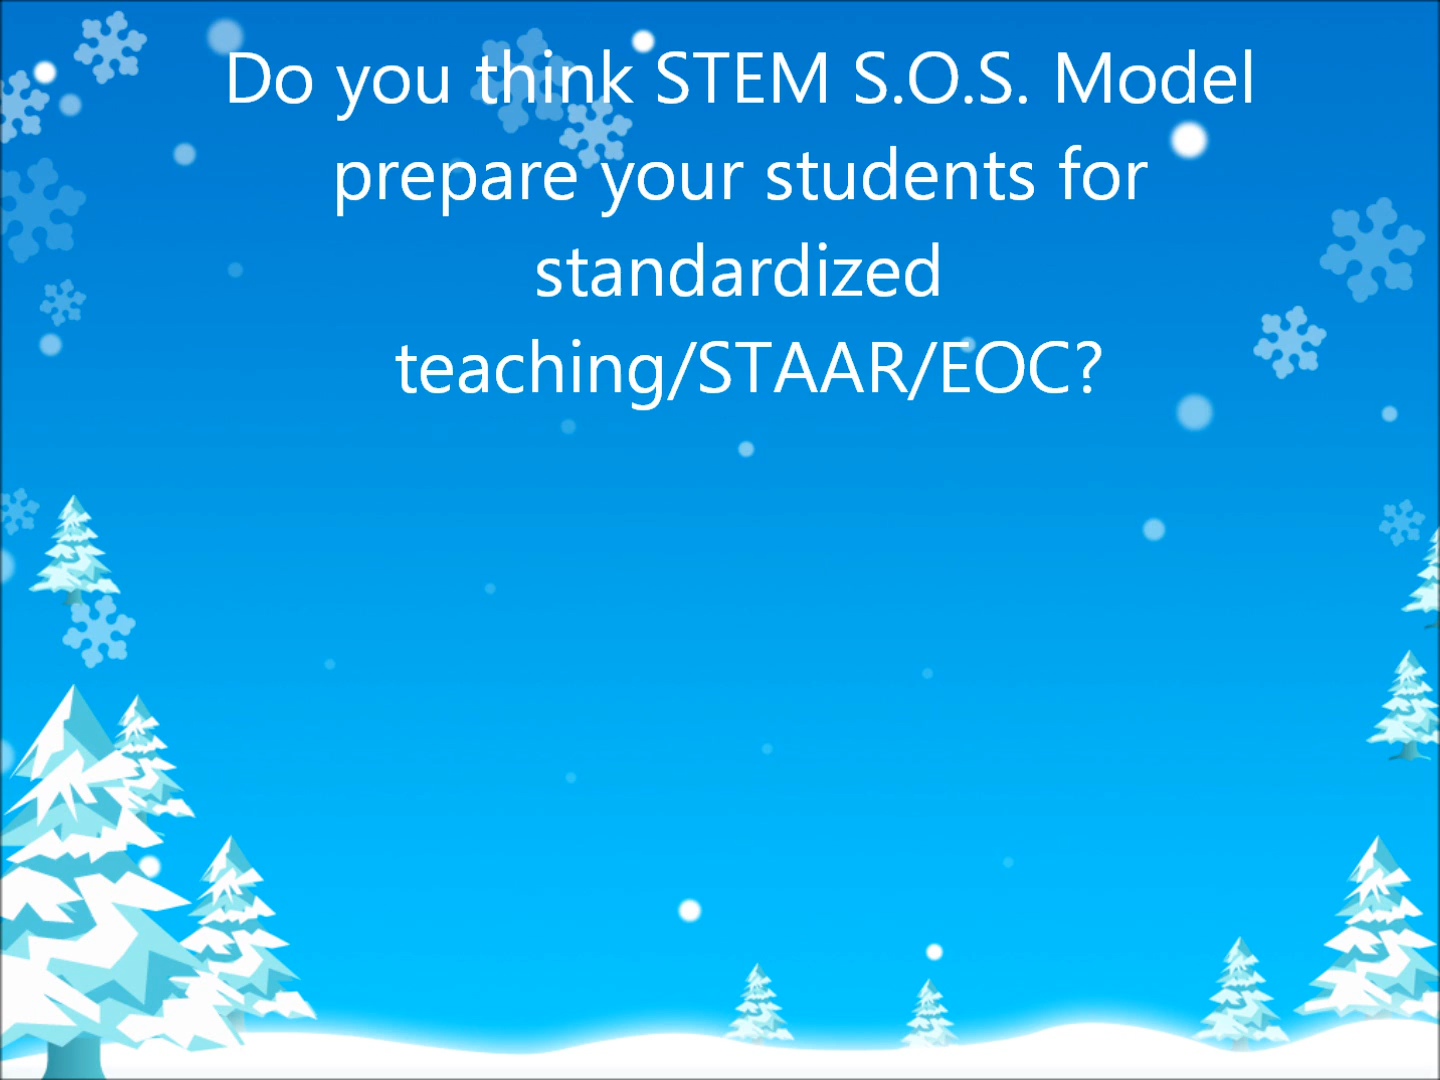 Do you think STEM S.O.S. Model
prepare your students for
standardized
teaching/STAAR/EOC?